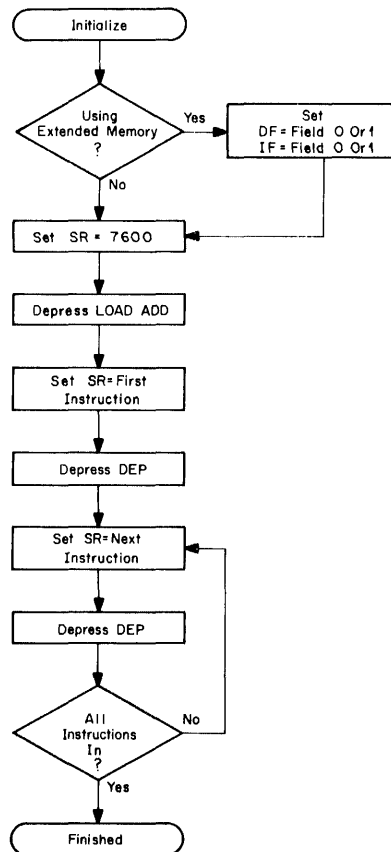 Initialize
Using
Extended Memory
?
Yes
Set
DF=Field 0 Or 1
IF=Field 0 Or 1
No
Set SR = 7600
Depress LOAD ADD
Set SR=First
Instruction
Depress DEP
Set SR=Next
Instruction
Depress DEP
All
Instructions
In
?
No
Yes
Finished